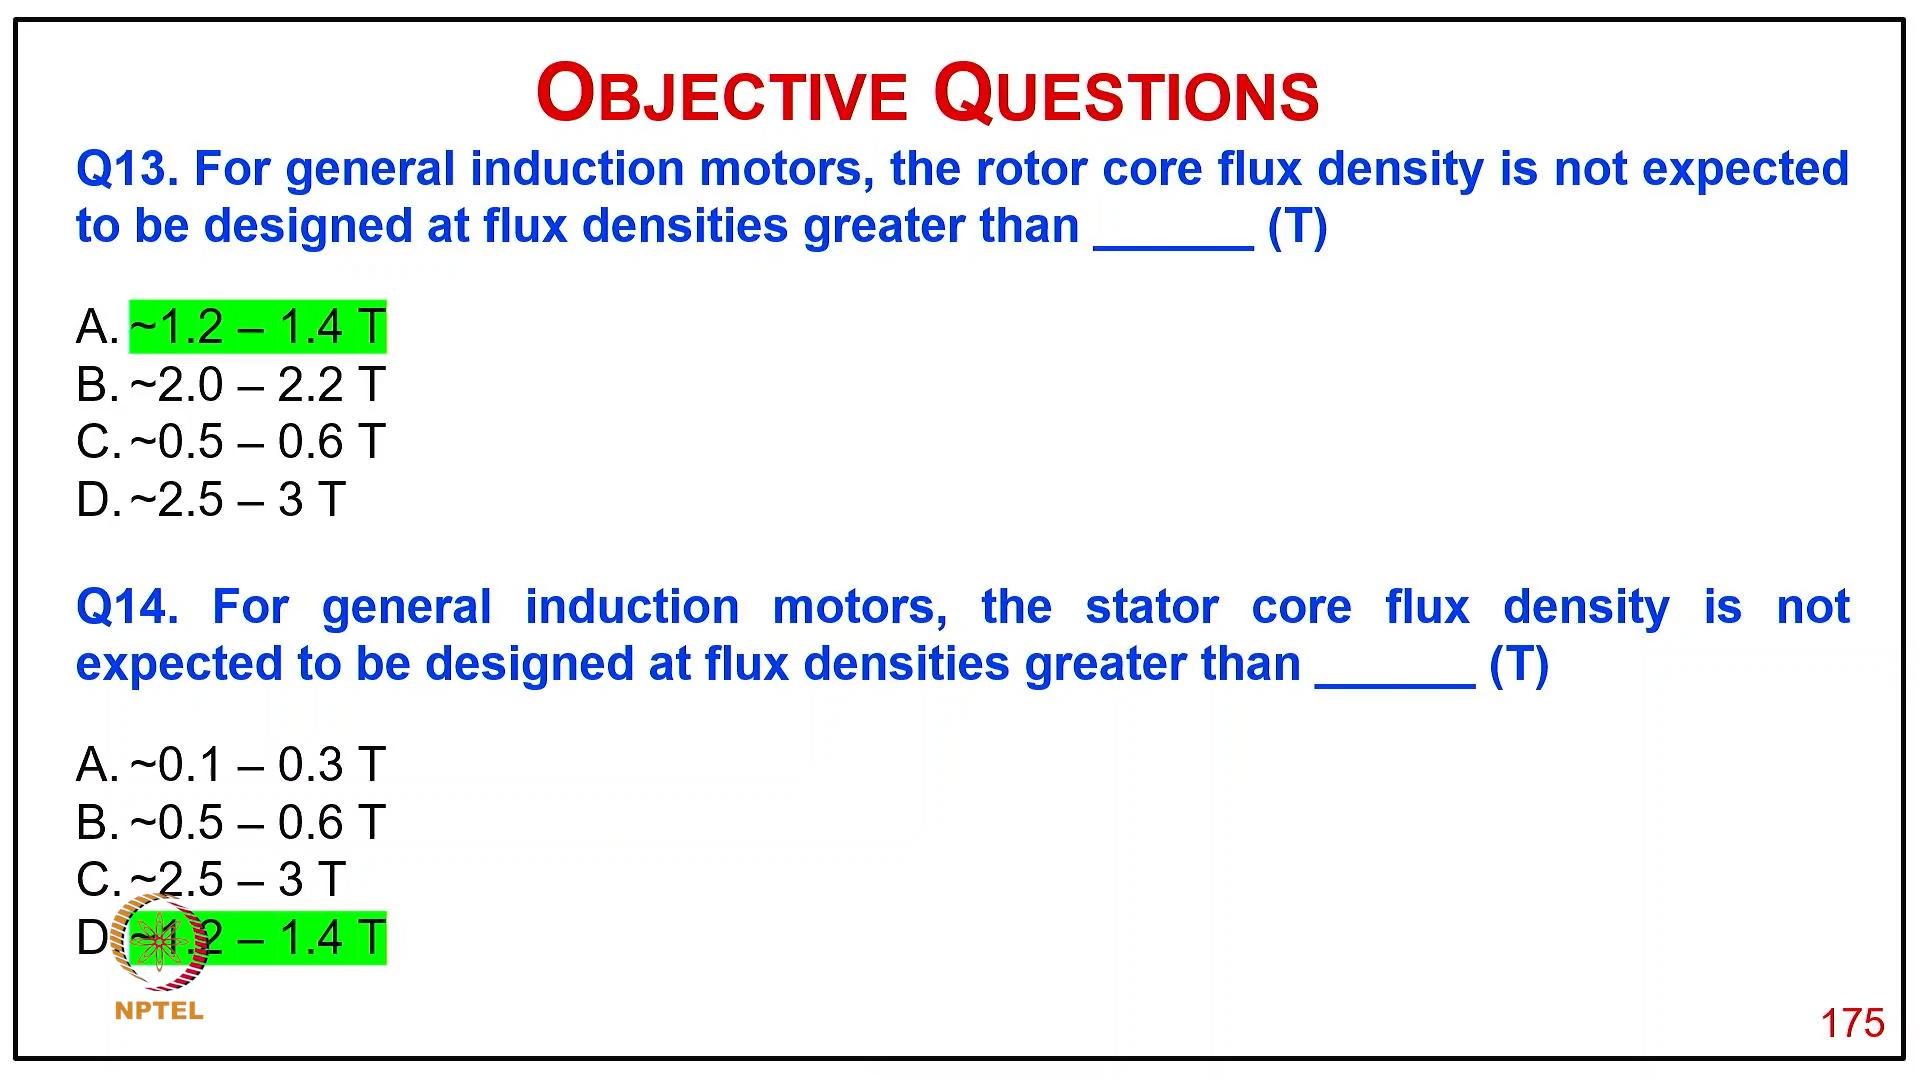 OBJECTIVE QUESTIONS
Q13. For general induction motors, the rotor core flux density is not expected
to be designed at flux densities greater than ______ (T)
A. ~1.2 – 1.4 T
B. ~2.0 – 2.2 T
C. ~0.5 – 0.6 T
D. ~2.5 – 3 T
Q14. For general induction motors, the stator core flux density is not
expected to be designed at flux densities greater than ______ (T)
A. ~0.1 – 0.3 T
B. ~0.5 – 0.6 T
C. ~2.5 – 3 T
D. ~1.2 – 1.4 T
NPTEL
175